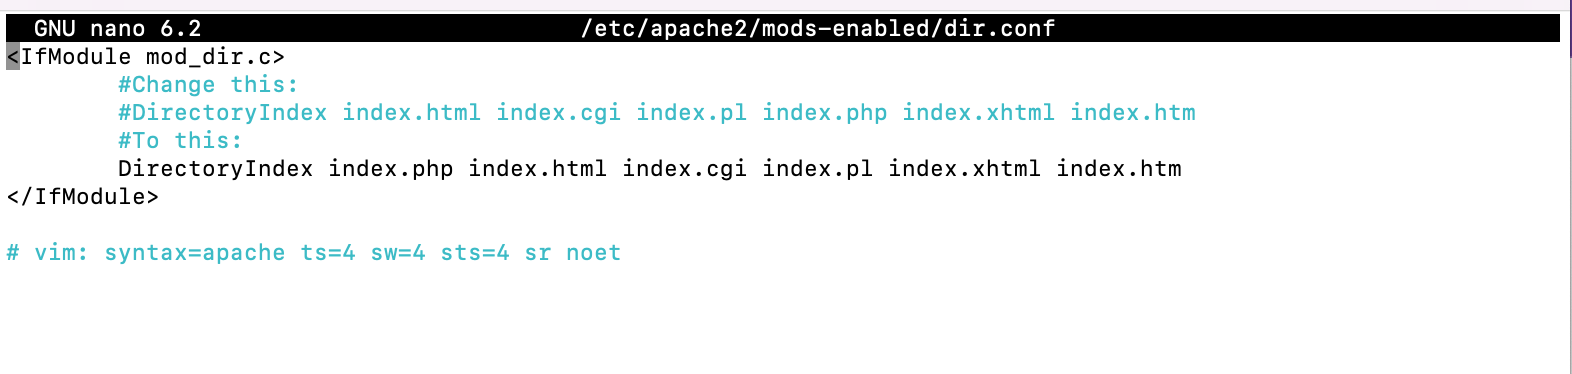 GNU nano 6.2 /etc/apache2/mods-enabled/dir.conf
<IfModule mod_dir.c>
#Change this:
#DirectoryIndex index.html index.cgi index.pl index.php index.xhtml index.htm
#To this:
DirectoryIndex index.php index.html index.cgi index.pl index.xhtml index.htm
</IfModule>
# vim: syntax=apache ts=4 sw=4 sts=4 sr noet